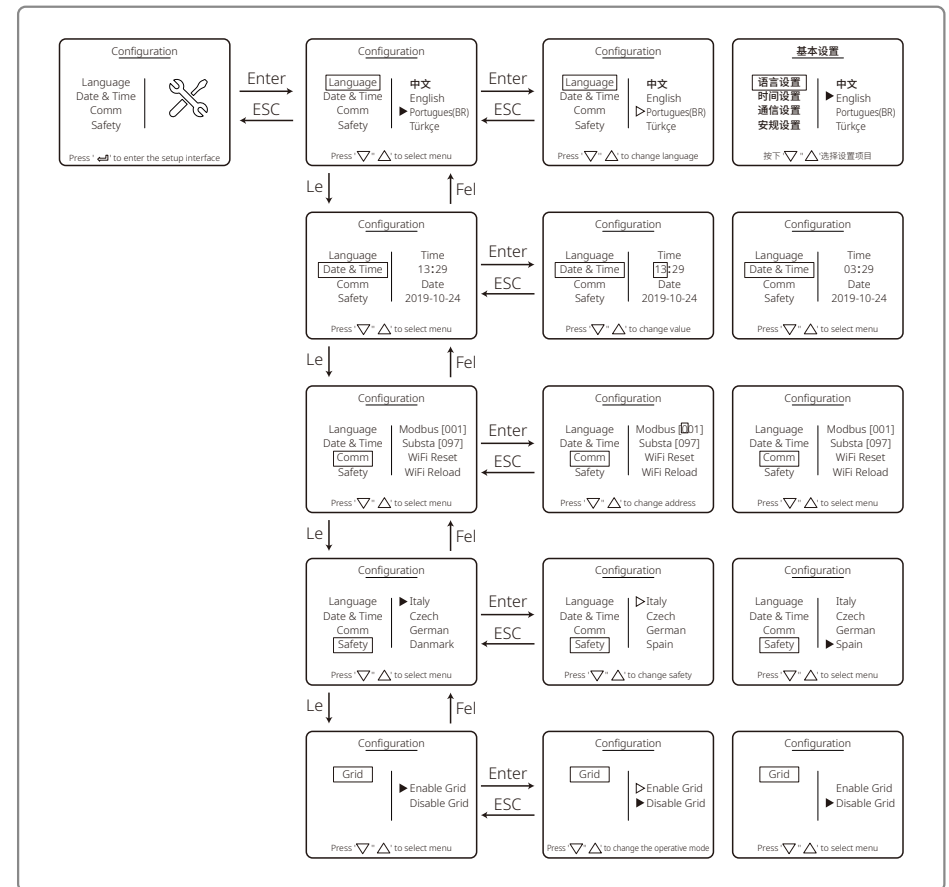 Configuration
Language
Date & Time
Comm
Safety
Press ' ' to enter the setup interface
Enter
ESC
Configuration
Language
Date & Time
Comm
Safety
中文
English
▶Portugues(BR)
Türkçe
Press '▽" △' to select menu
Enter
ESC
Configuration
Language
Date & Time
Comm
Safety
中文
English
▷Portugues(BR)
Türkçe
Press '▽" △' to change language
基本设置
语言设置
时间设置
通信设置
安规设置
中文
▶English
Portugues(BR)
Türkçe
按下 '▽" △'选择设置项目
Le
Fel
Configuration
Language
Date & Time
Comm
Safety
Time
13:29
Date
2019-10-24
Press '▽" △' to select menu
Enter
ESC
Configuration
Language
Date & Time
Comm
Safety
Time
13:29
Date
2019-10-24
Press '▽" △' to change value
Configuration
Language
Date & Time
Comm
Safety
Time
03:29
Date
2019-10-24
Press '▽" △' to select menu
Le
Fel
Configuration
Language
Date & Time
Comm
Safety
Modbus [001]
Substa [097]
WiFi Reset
WiFi Reload
Press '▽" △' to select menu
Enter
ESC
Configuration
Language
Date & Time
Comm
Safety
Modbus [001]
Substa [097]
WiFi Reset
WiFi Reload
Press '▽" △' to change address
Configuration
Language
Date & Time
Comm
Safety
Modbus [001]
Substa [097]
WiFi Reset
WiFi Reload
Press '▽" △' to select menu
Le
Fel
Configuration
Language
Date & Time
Comm
Safety
▶Italy
Czech
German
Danmark
Press '▽" △' to select menu
Enter
ESC
Configuration
Language
Date & Time
Comm
Safety
▷Italy
Czech
German
Spain
Press '▽" △' to change safety
Configuration
Language
Date & Time
Comm
Safety
Italy
Czech
German
▶Spain
Press '▽" △' to select menu
Le
Fel
Configuration
Grid
▶Enable Grid
Disable Grid
Press '▽" △' to select menu
Enter
ESC
Configuration
Grid
▷Enable Grid
▶Disable Grid
Press '▽" △' to change the operative mode
Configuration
Grid
Enable Grid
▶Disable Grid
Press '▽" △' to select menu